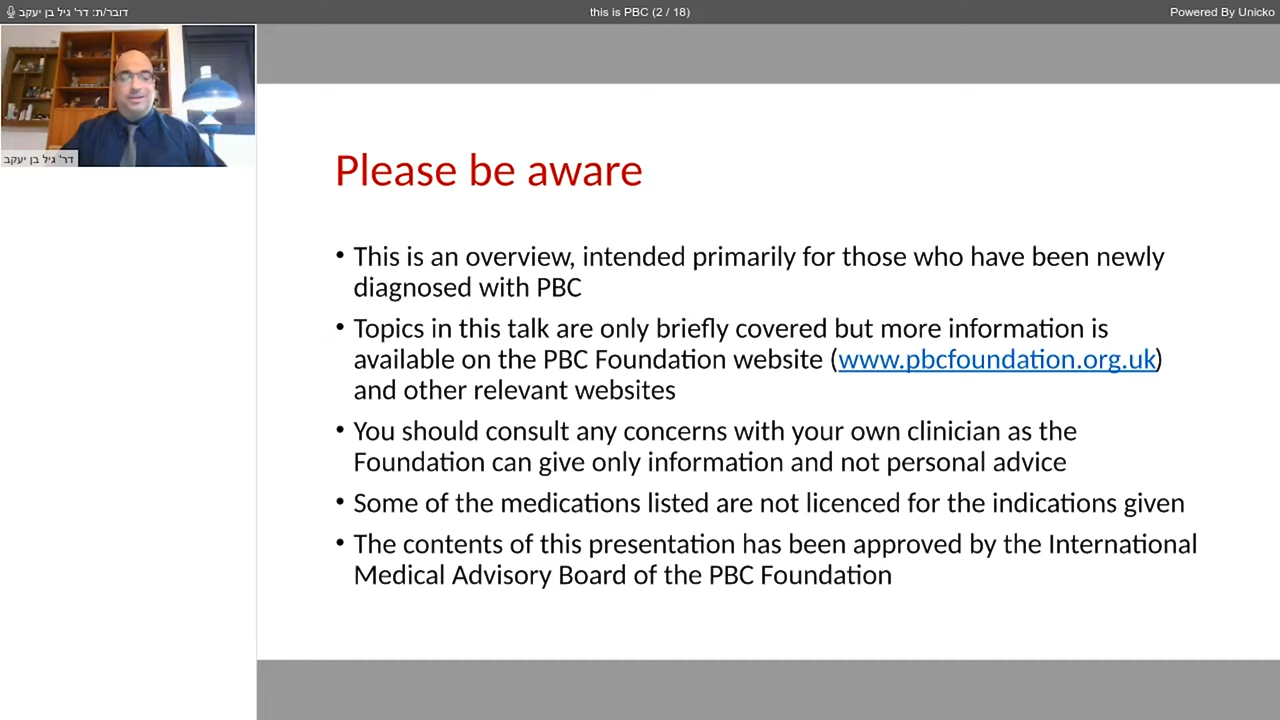 דובר/ת: דר' גיל בן יעקב
this is PBC (2 / 18)
Powered By Unicko
דר' גיל בן יעקב
Please be aware
• This is an overview, intended primarily for those who have been newly
diagnosed with PBC
• Topics in this talk are only briefly covered but more information is
available on the PBC Foundation website (www.pbcfoundation.org.uk)
and other relevant websites
• You should consult any concerns with your own clinician as the
Foundation can give only information and not personal advice
• Some of the medications listed are not licenced for the indications given
• The contents of this presentation has been approved by the International
Medical Advisory Board of the PBC Foundation